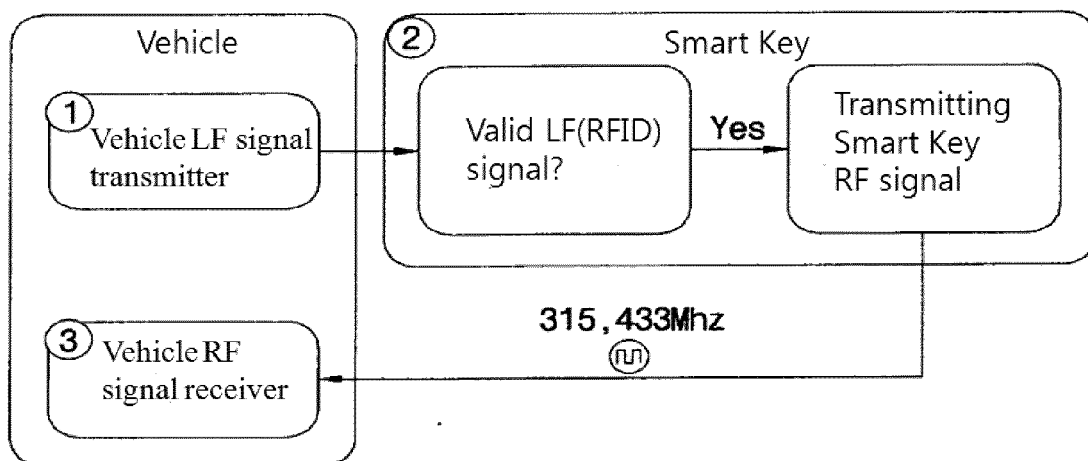 Vehicle
② Smart Key
①
Vehicle LF signal
transmitter
Valid LF(RFID)
signal?
Yes
Transmitting
Smart Key
RF signal
315,433Mhz
③
Vehicle RF
signal receiver